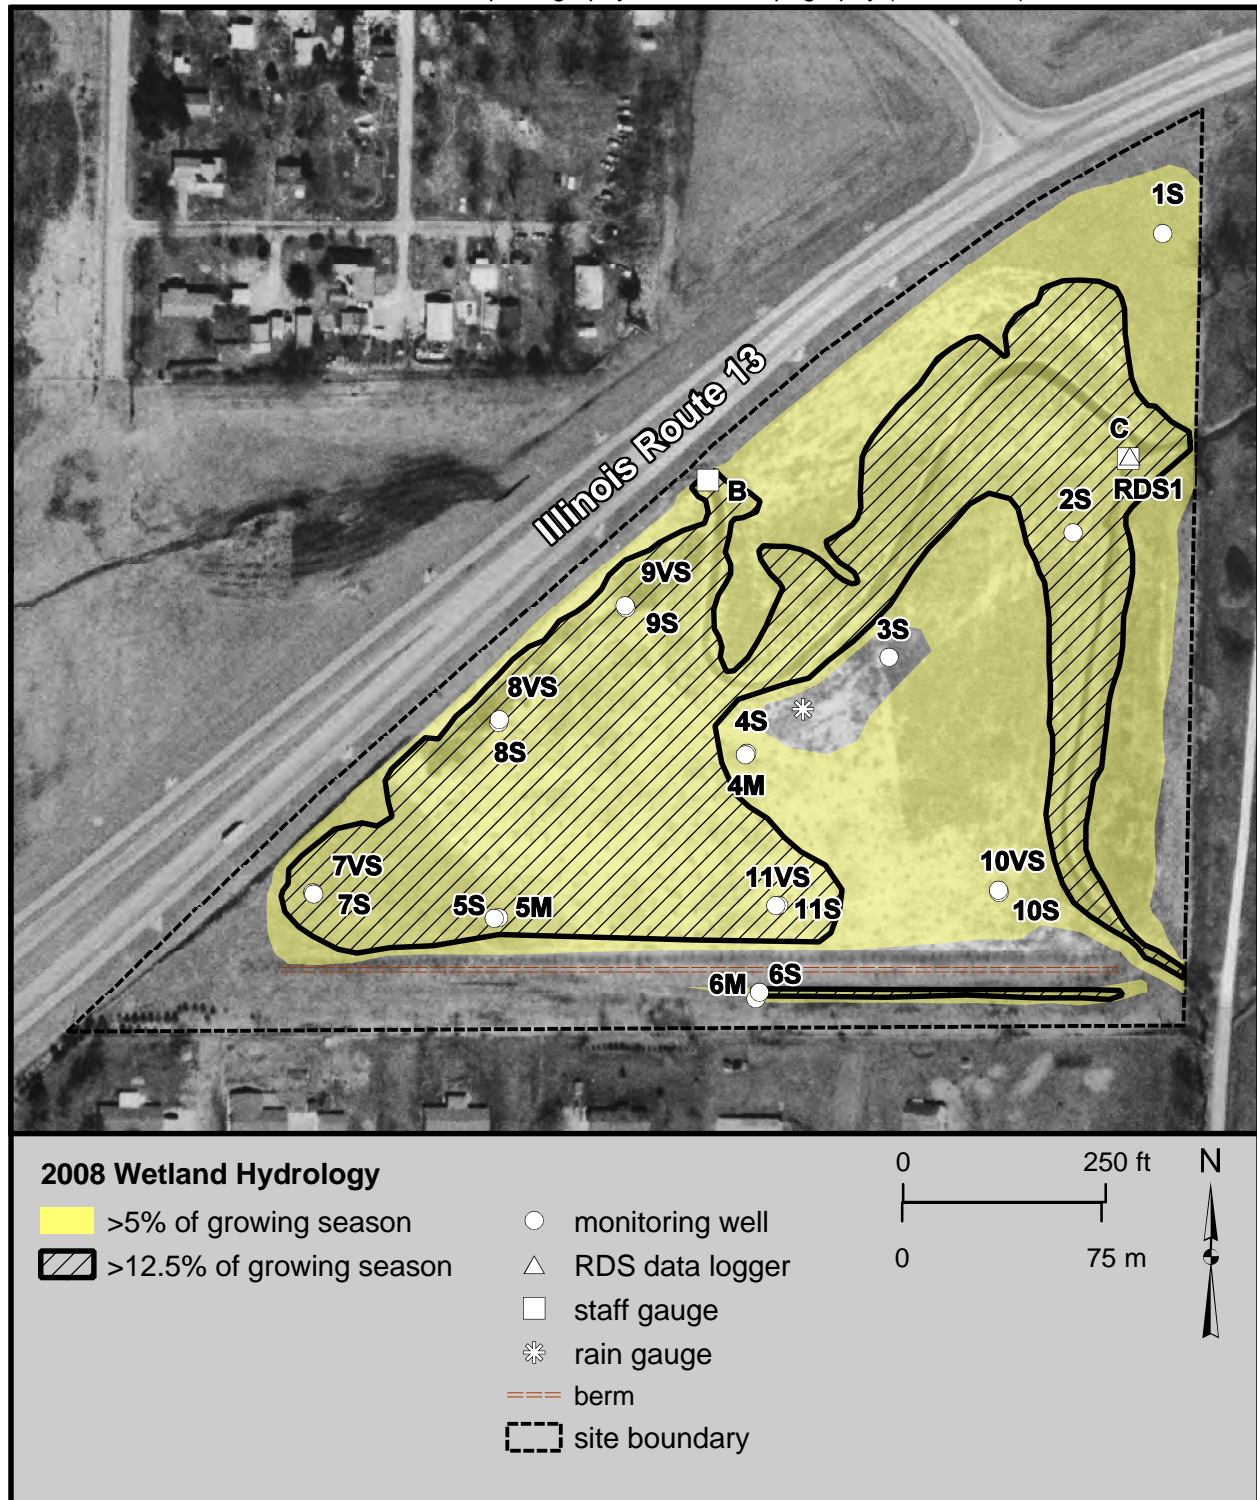 1S
Illinois Route 13
C
RDS1
B
2S
9VS
9S
3S
8VS
8S
4S
4M
7VS
7S
5S 5M
11VS
11S
10VS
10S
6M 6S
2008 Wetland Hydrology
>5% of growing season
>12.5% of growing season
monitoring well
RDS data logger
staff gauge
rain gauge
berm
site boundary
0 250 ft
0 75 m
N